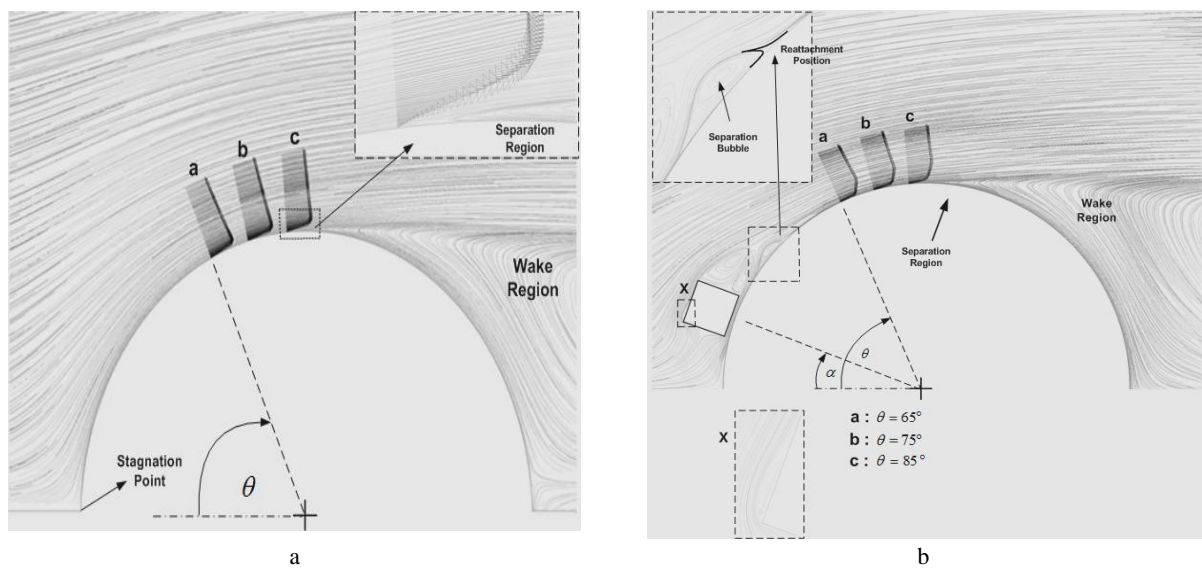 Separation
Region
a
b
c
Wake
Region
Stagnation
Point
θ
a
Reattachment
Position
Separation
Bubble
a
b
c
Wake
Region
Separation
Region
X
θ
α
X
a : θ = 65°
b : θ = 75°
c : θ = 85°
b